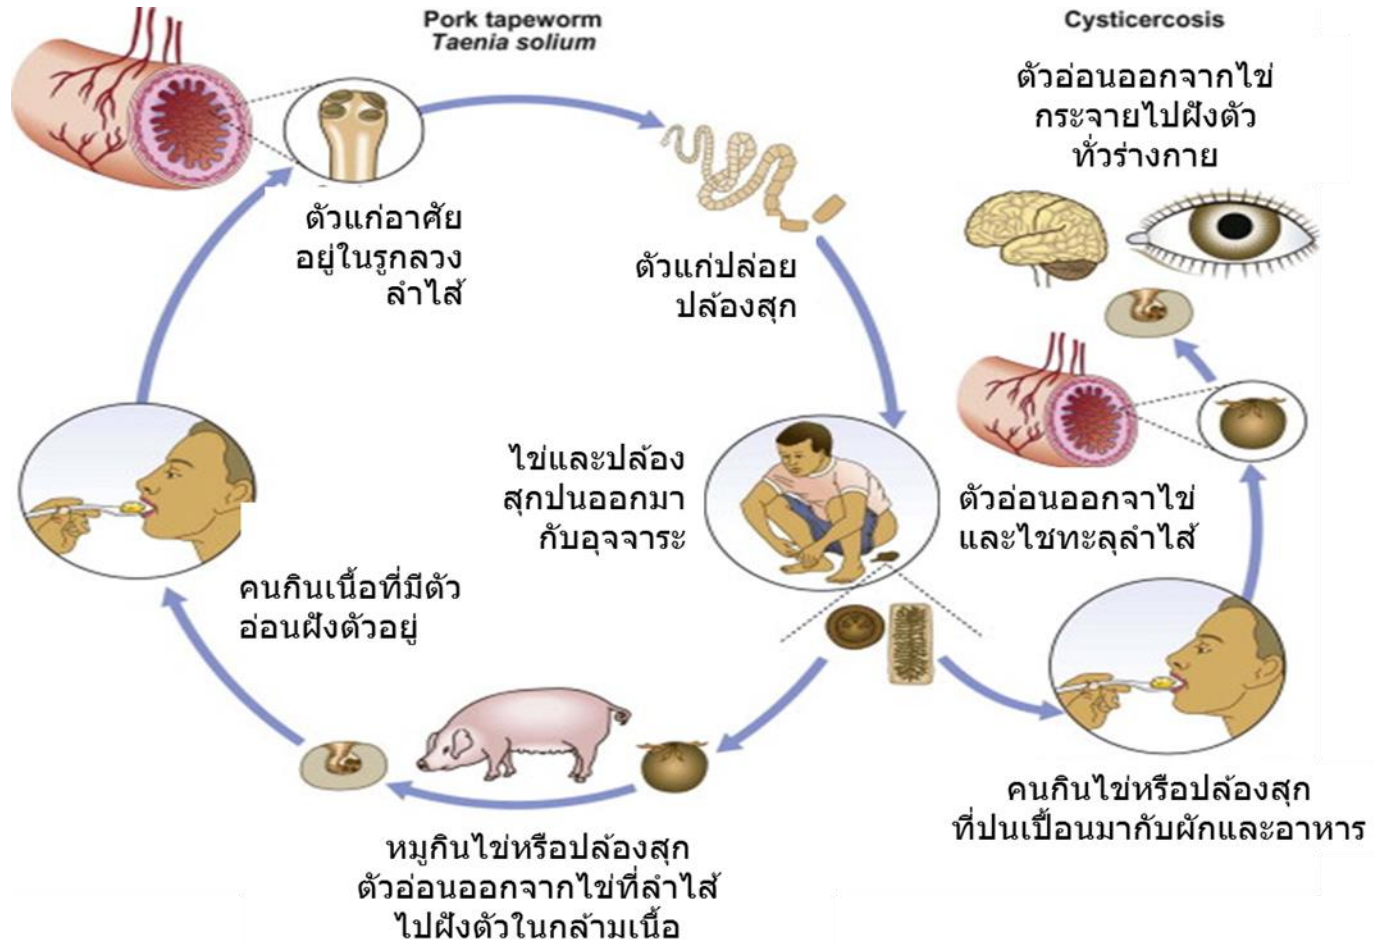 Pork tapeworm
Taenia solium
Cysticercosis
ตัวอ่อนออกจากไข่
กระจายไปฝังตัว
ทั่วร่างกาย
ตัวแก่อาศัย
อยู่ในรูกลวง
ลำไส้
ตัวแก่ปล่อย
ปล้องสุก
ไข่และปล้อง
สุกปนออกมา
กับอุจจาระ
ตัวอ่อนออกจาไข่
และไชทะลุลำไส้
คนกินเนื้อที่มีตัว
อ่อนฝังตัวอยู่
คนกินไข่หรือปล้องสุก
ที่ปนเปื้อนมากับผักและอาหาร
หมูกินไข่หรือปล้องสุก
ตัวอ่อนออกจากไข่ที่ลำไส้
ไปฝังตัวในกล้ามเนื้อ